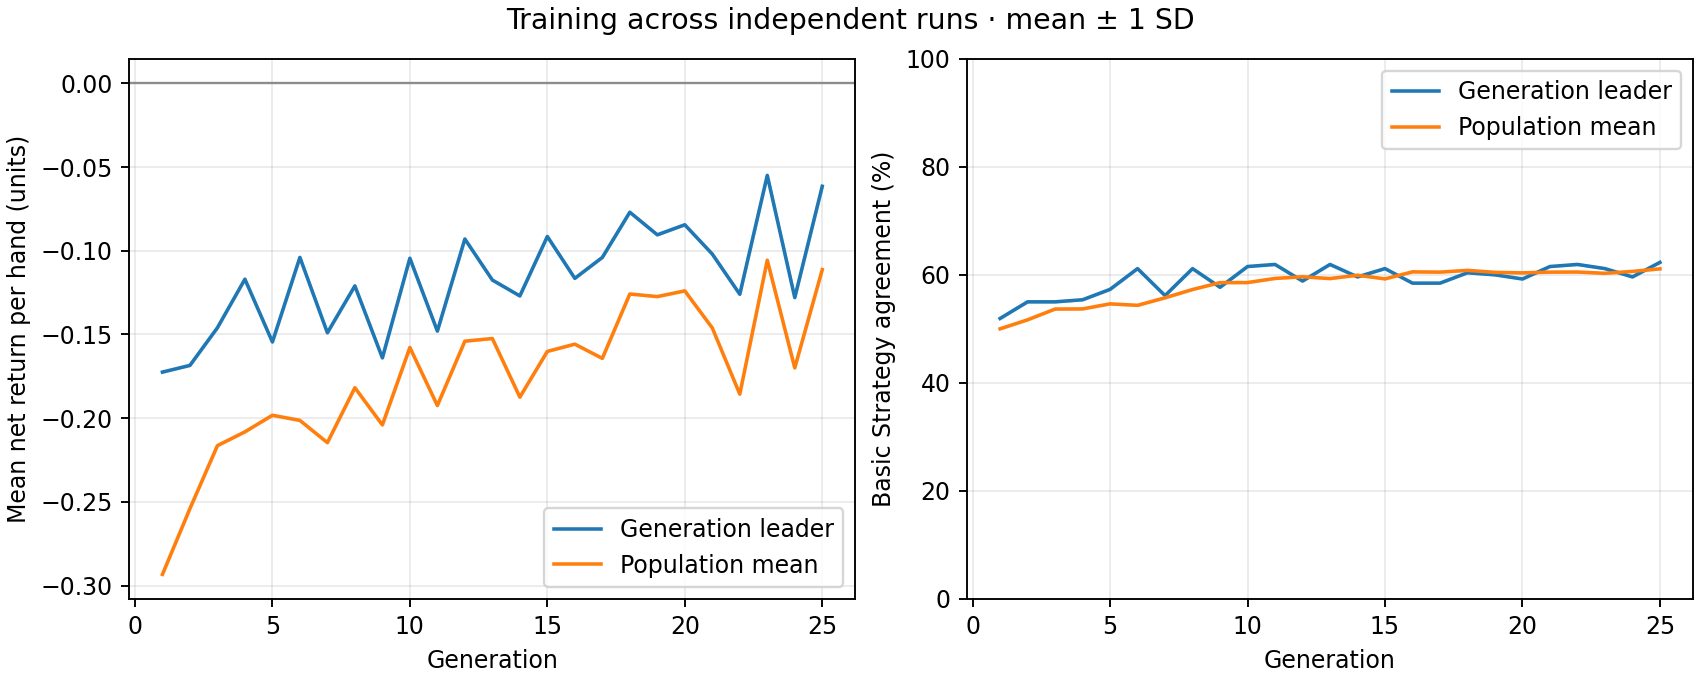 Training across independent runs · mean ± 1 SD
Mean net return per hand (units)
0.00
−0.05
−0.10
−0.15
−0.20
−0.25
−0.30
Generation leader
Population mean
0 5 10 15 20 25
Generation
Basic Strategy agreement (%)
100
80
60
40
20
0
Generation leader
Population mean
0 5 10 15 20 25
Generation